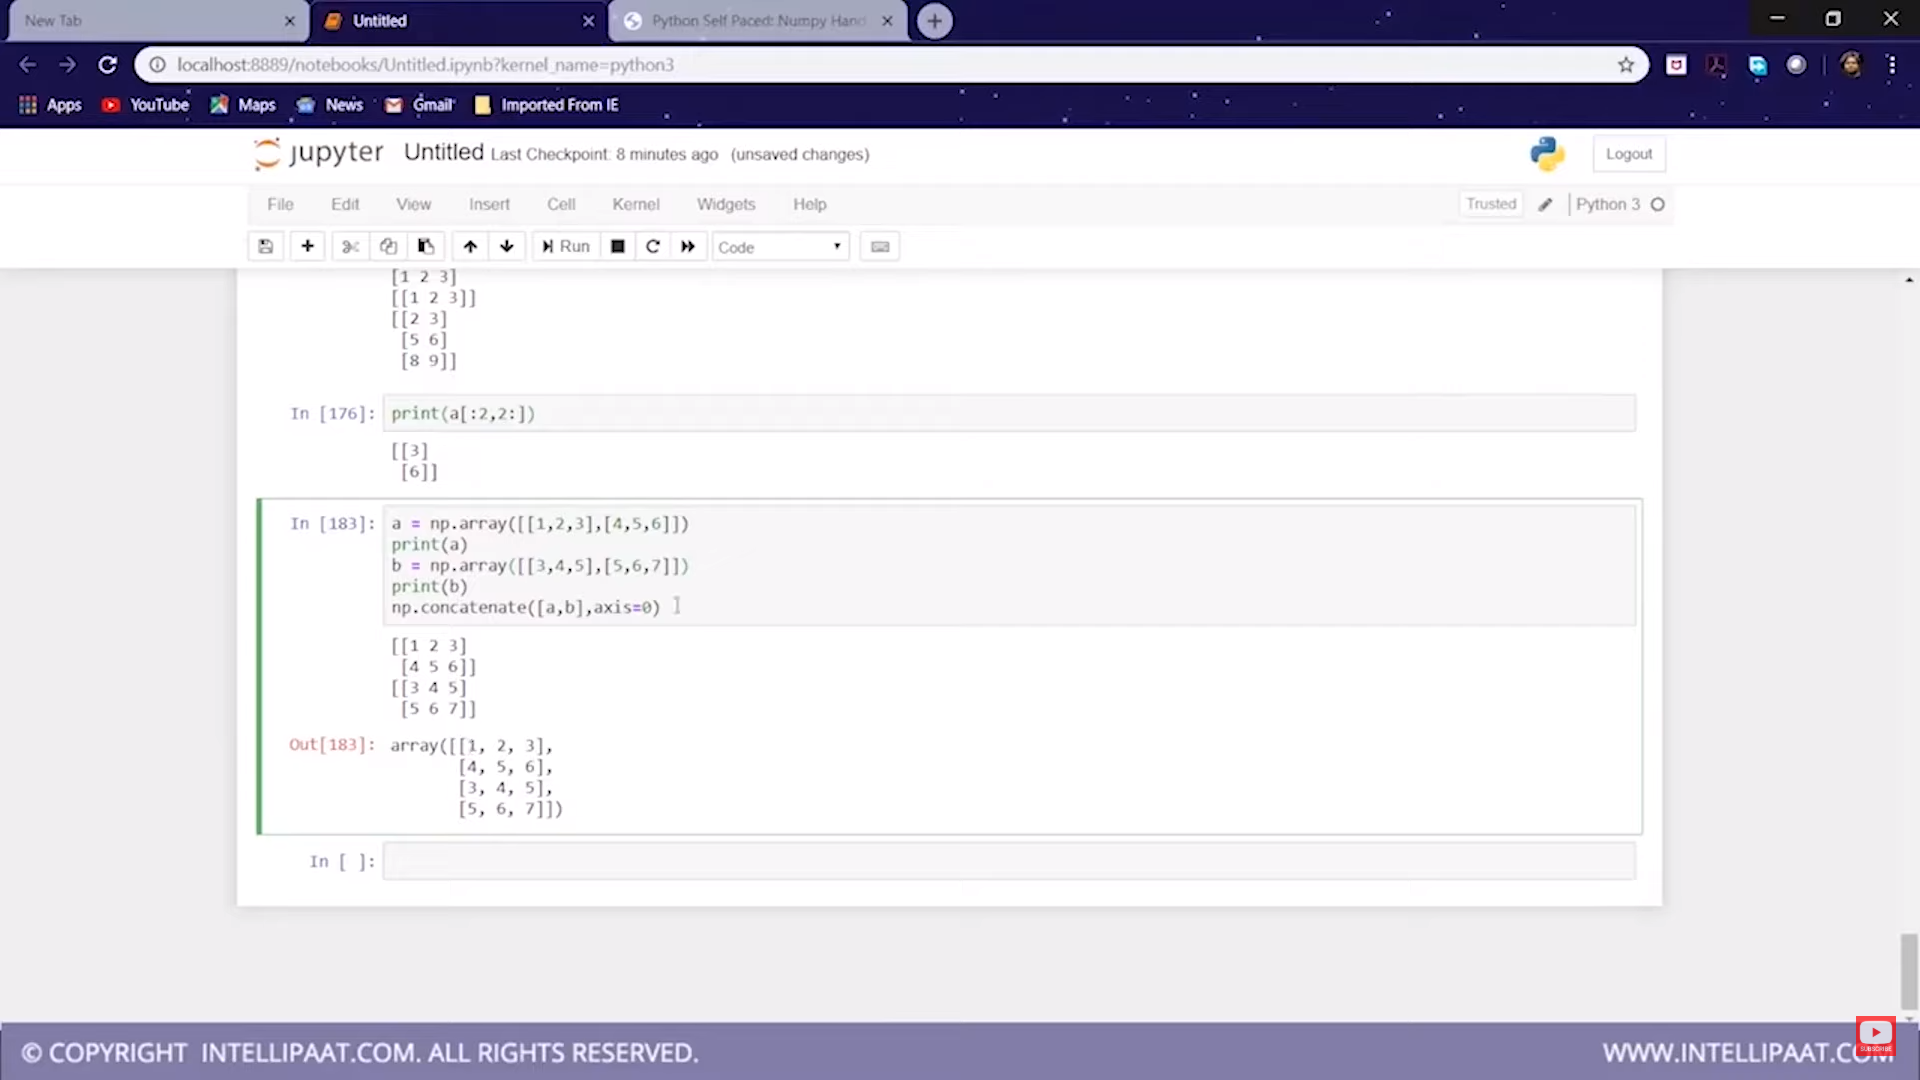 New Tab
Untitled
Python Self Paced: Numpy Hand
localhost:8889/notebooks/Untitled.ipynb?kernel_name=python3
Apps YouTube Maps News Gmail Imported From IE
jupyter Untitled Last Checkpoint: 8 minutes ago (unsaved changes)
Logout
File Edit View Insert Cell Kernel Widgets Help
Trusted Python 3
Run Code
[1 2 3]
[[1 2 3]]
[[2 3]
[5 6]
[8 9]]
In [176]: print(a[:2,2:])
[[3]
[6]]
In [183]: a = np.array([[1,2,3],[4,5,6]])
print(a)
b = np.array([[3,4,5],[5,6,7]])
print(b)
np.concatenate([a,b],axis=0)
[[1 2 3]
[4 5 6]]
[[3 4 5]
[5 6 7]]
Out[183]: array([[1, 2, 3],
[4, 5, 6],
[3, 4, 5],
[5, 6, 7]])
In [ ]:
SUBSCRIBE
© COPYRIGHT INTELLIPAAT.COM. ALL RIGHTS RESERVED.
WWW.INTELLIPAAT.COM